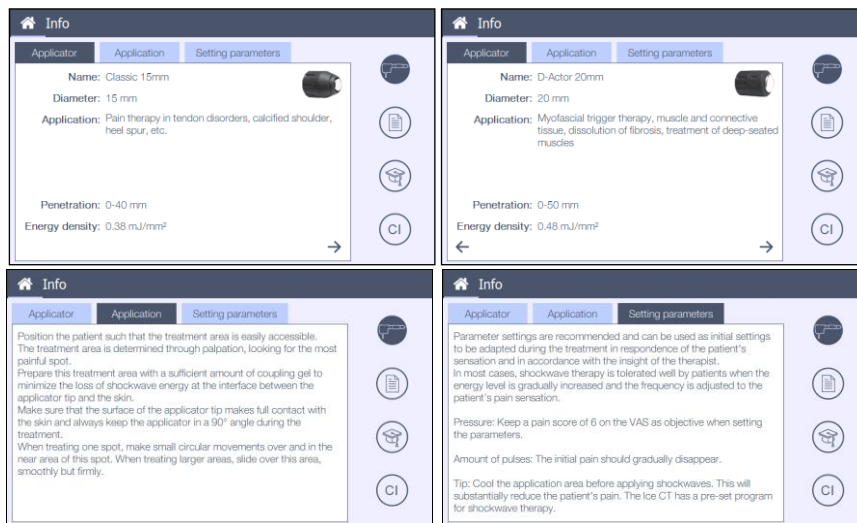 Info
Applicator
Application
Setting parameters
Name: Classic 15mm
Diameter: 15 mm
Application: Pain therapy in tendon disorders, calcified shoulder,
heel spur, etc.
Penetration: 0-40 mm
Energy density: 0.38 mJ/mm²
CI
Info
Applicator
Application
Setting parameters
Name: D-Actor 20mm
Diameter: 20 mm
Application: Myofascial trigger therapy, muscle and connective
tissue, dissolution of fibrosis, treatment of deep-seated
muscles
Penetration: 0-50 mm
Energy density: 0.48 mJ/mm²
CI
Info
Applicator
Application
Setting parameters
Position the patient such that the treatment area is easily accessible.
The treatment area is determined through palpation, looking for the most
painful spot.
Prepare this treatment area with a sufficient amount of coupling gel to
minimize the loss of shockwave energy at the interface between the
applicator tip and the skin.
Make sure that the surface of the applicator tip makes full contact with
the skin and always keep the applicator in a 90° angle during the
treatment.
When treating one spot, make small circular movements over and in the
near area of this spot. When treating larger areas, slide over this area,
smoothly but firmly.
CI
Info
Applicator
Application
Setting parameters
Parameter settings are recommended and can be used as initial settings
to be adapted during the treatment in respondence of the patient's
sensation and in accordance with the insight of the therapist.
In most cases, shockwave therapy is tolerated well by patients when the
energy level is gradually increased and the frequency is adjusted to the
patient's pain sensation.
Pressure: Keep a pain score of 6 on the VAS as objective when setting
the parameters.
Amount of pulses: The initial pain should gradually disappear.
Tip: Cool the application area before applying shockwaves. This will
substantially reduce the patient's pain. The Ice CT has a pre-set program
for shockwave therapy.
CI